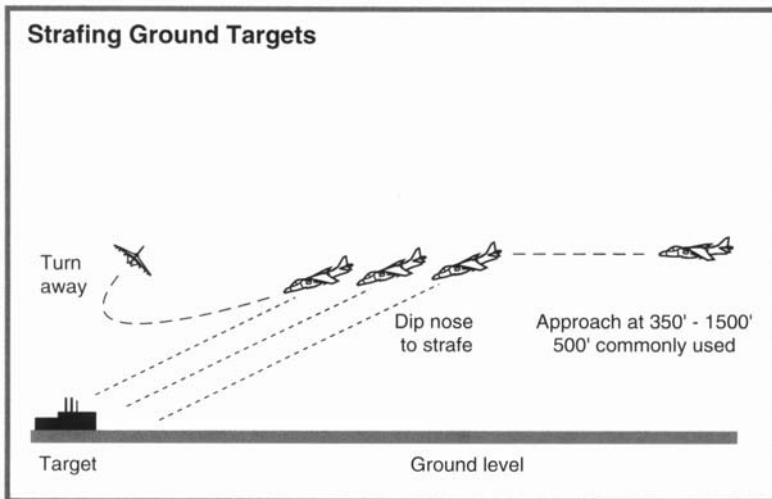 Strafing Ground Targets
Turn
away
Dip nose
to strafe
Approach at 350' - 1500'
500' commonly used
Target
Ground level